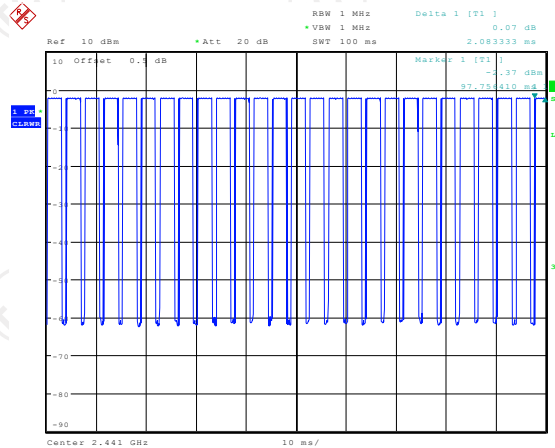 R S
RBW 1 MHz Delta 1 [T1 ]
* VBW 1 MHz 0.07 dB
Ref 10 dBm * Att 20 dB SWT 100 ms 2.083333 ms
10 Offset 0.5 dB Marker 1 [T1 ]
-2.37 dBm
0 97.756410 ms
1 PK *
CLRWR
-10
-20
-30
-40
-50
-60
-70
-80
-90
Center 2.441 GHz 10 ms/